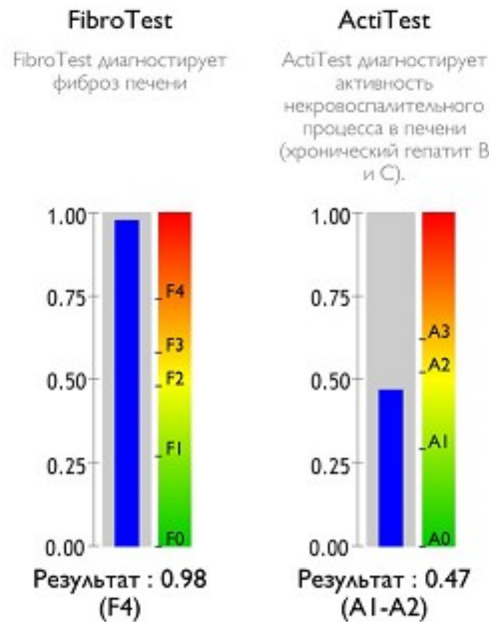 FibroTest
FibroTest диагностирует
фиброз печени
1.00
0.75
0.50
0.25
0.00
F4
F3
F2
F1
F0
Результат : 0.98
(F4)
ActiTest
ActiTest диагностирует
активность
некровоспалительного
процесса в печени
(хронический гепатит В
и С).
1.00
0.75
0.50
0.25
0.00
A3
A2
A1
A0
Результат : 0.47
(A1-A2)